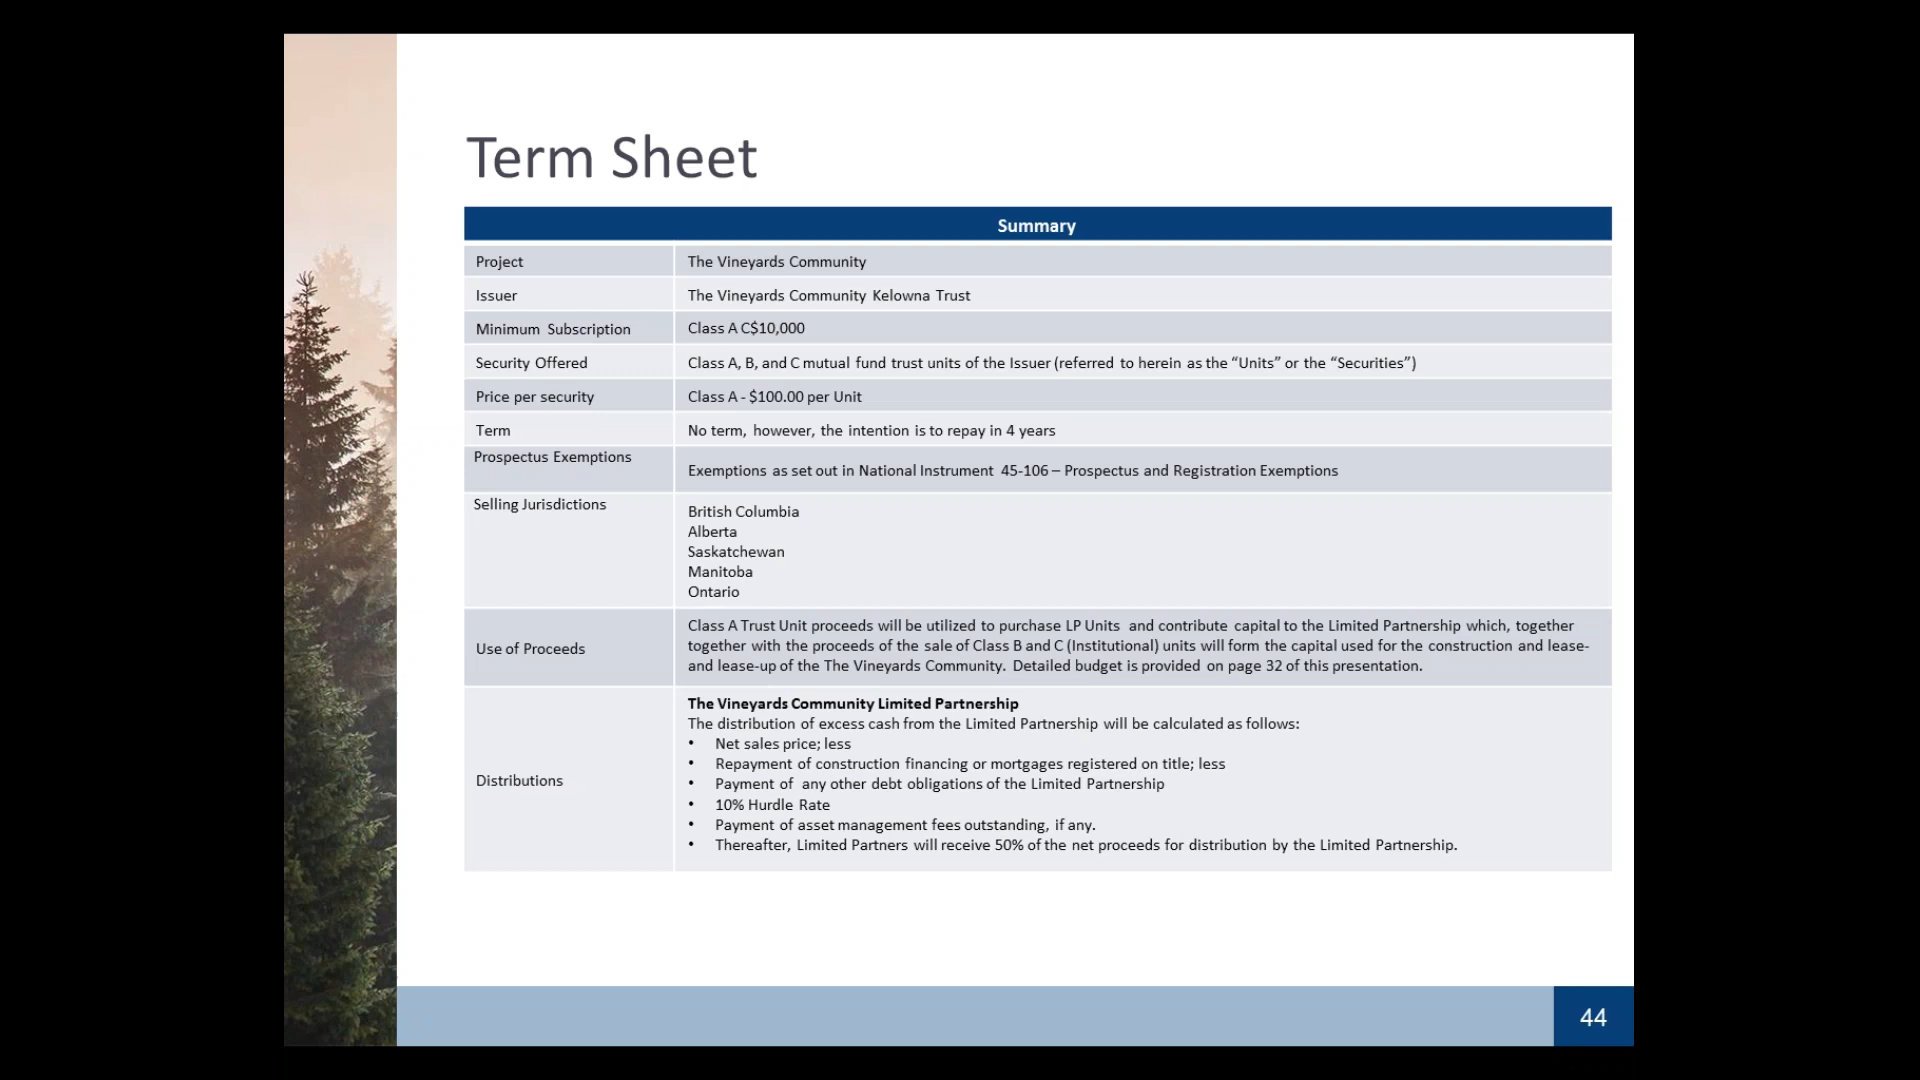 Term Sheet
Summary
Project
The Vineyards Community
Issuer
The Vineyards Community Kelowna Trust
Minimum Subscription
Class A C$10,000
Security Offered
Class A, B, and C mutual fund trust units of the Issuer (referred to herein as the “Units” or the “Securities”)
Price per security
Class A - $100.00 per Unit
Term
No term, however, the intention is to repay in 4 years
Prospectus Exemptions
Exemptions as set out in National Instrument 45-106 – Prospectus and Registration Exemptions
Selling Jurisdictions
British Columbia
Alberta
Saskatchewan
Manitoba
Ontario
Use of Proceeds
Class A Trust Unit proceeds will be utilized to purchase LP Units and contribute capital to the Limited Partnership which, together
together with the proceeds of the sale of Class B and C (Institutional) units will form the capital used for the construction and lease-
and lease-up of the The Vineyards Community. Detailed budget is provided on page 32 of this presentation.
Distributions
The Vineyards Community Limited Partnership
The distribution of excess cash from the Limited Partnership will be calculated as follows:
• Net sales price; less
• Repayment of construction financing or mortgages registered on title; less
• Payment of any other debt obligations of the Limited Partnership
• 10% Hurdle Rate
• Payment of asset management fees outstanding, if any.
• Thereafter, Limited Partners will receive 50% of the net proceeds for distribution by the Limited Partnership.
44